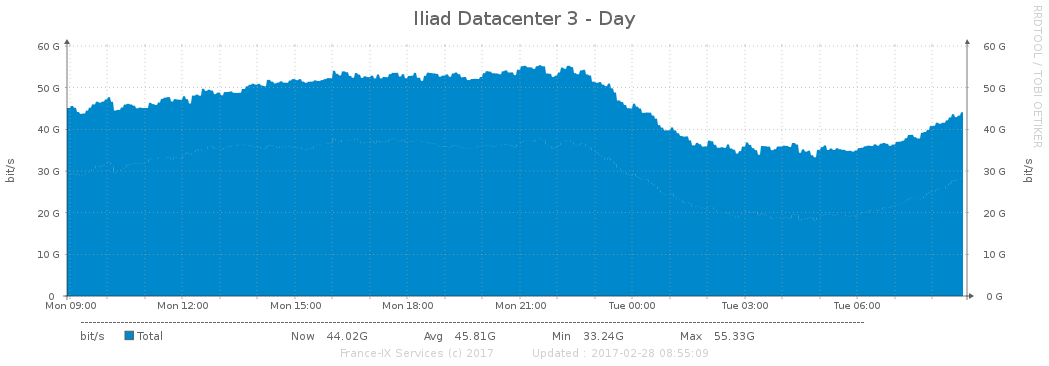 Iliad Datacenter 3 - Day
RRDTOOL / TOBI OETIKER
60 G 60 G
50 G 50 G
40 G 40 G
30 G 30 G
20 G 20 G
10 G 10 G
0 0 G
bit/s
bit/s
Mon 09:00 Mon 12:00 Mon 15:00 Mon 18:00 Mon 21:00 Tue 00:00 Tue 03:00 Tue 06:00
bit/s Total Now 44.02G Avg 45.81G Min 33.24G Max 55.33G
France-IX Services (c) 2017 Updated : 2017-02-28 08:55:09